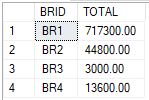 BRID TOTAL
1 BR1 717300.00
2 BR2 44800.00
3 BR3 3000.00
4 BR4 13600.00